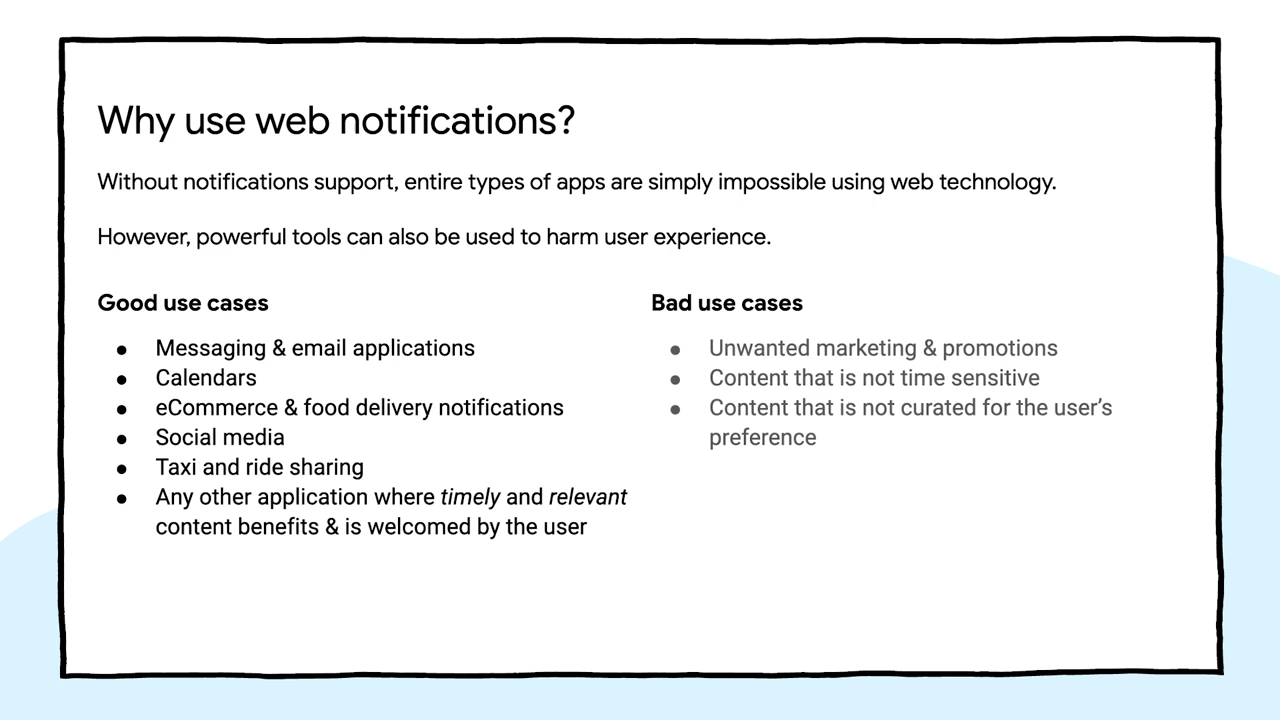 Why use web notifications?
Without notifications support, entire types of apps are simply impossible using web technology.
However, powerful tools can also be used to harm user experience.
Good use cases
● Messaging & email applications
● Calendars
● eCommerce & food delivery notifications
● Social media
● Taxi and ride sharing
● Any other application where timely and relevant
content benefits & is welcomed by the user
Bad use cases
● Unwanted marketing & promotions
● Content that is not time sensitive
● Content that is not curated for the user’s
preference